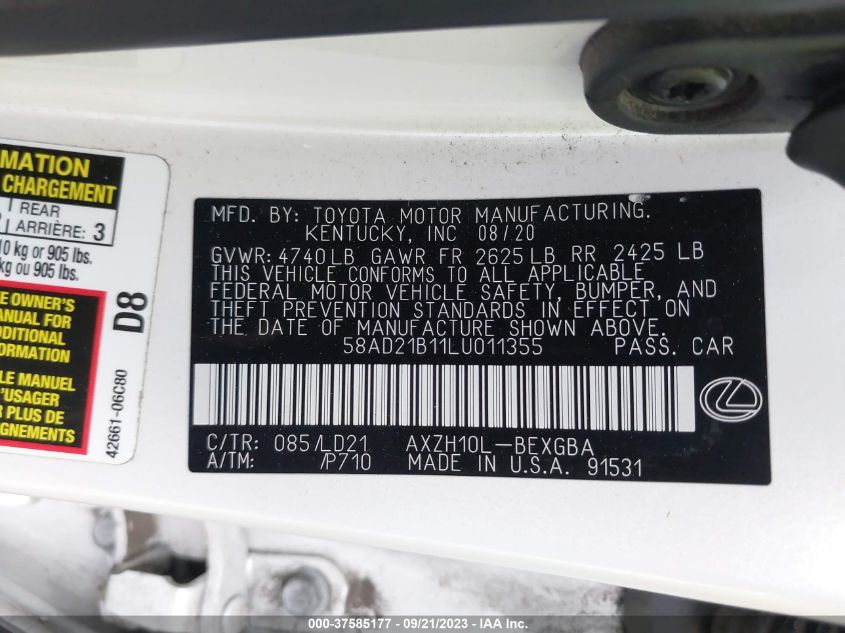 RMATION
CHARGEMENT
REAR
ARRIÈRE: 3
10 kg or 905 lbs.
kg ou 905 lbs.
E OWNER'S
ANUAL FOR
DDITIONAL
FORMATION
LE MANUEL
D'USAGER
R PLUS DE
GNEMENTS
D8
42661-06C80
MFD. BY: TOYOTA MOTOR MANUFACTURING,
KENTUCKY, INC 08/20
GVWR: 4740LB GAWR FR 2625LB RR 2425 LB
THIS VEHICLE CONFORMS TO ALL APPLICABLE
FEDERAL MOTOR VEHICLE SAFETY, BUMPER, AND
THEFT PREVENTION STANDARDS IN EFFECT ON
THE DATE OF MANUFACTURE SHOWN ABOVE.
58AD21B11LU011355 PASS. CAR
C/TR: 085/LD21 AXZH10L-BEXGBA
A/TM: /P710 MADE IN U.S.A. 91531
000-37585177 - 09/21/2023 - © IAA Inc.